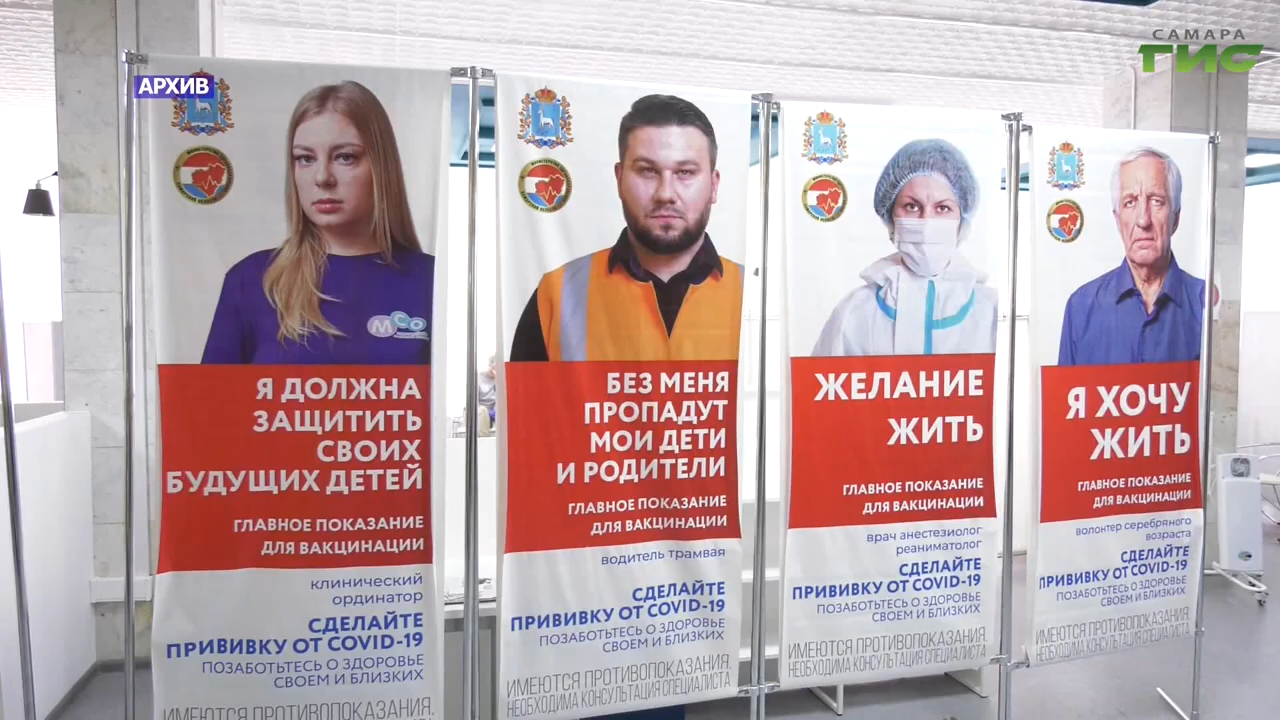 САМАРА
ГИС
АРХИВ
МСО
Я ДОЛЖНА
ЗАЩИТИТЬ
СВОИХ
БУДУЩИХ ДЕТЕЙ
ГЛАВНОЕ ПОКАЗАНИЕ
ДЛЯ ВАКЦИНАЦИИ
клинический
ординатор
СДЕЛАЙТЕ
ПРИВИВКУ ОТ COVID-19
ПОЗАБОТЬТЕСЬ О ЗДОРОВЬЕ
СВОЕМ И БЛИЗКИХ
ИМЕЮТСЯ ПРОТИВОПОКАЗАНИЯ.
БЕЗ МЕНЯ
ПРОПАДУТ
МОИ ДЕТИ
И РОДИТЕЛИ
ГЛАВНОЕ ПОКАЗАНИЕ
ДЛЯ ВАКЦИНАЦИИ
водитель трамвая
СДЕЛАЙТЕ
ПРИВИВКУ ОТ COVID-19
ПОЗАБОТЬТЕСЬ О ЗДОРОВЬЕ
СВОЕМ И БЛИЗКИХ
ИМЕЮТСЯ ПРОТИВОПОКАЗАНИЯ.
НЕОБХОДИМА КОНСУЛЬТАЦИЯ СПЕЦИАЛИСТА
ЖЕЛАНИЕ
ЖИТЬ
ГЛАВНОЕ ПОКАЗАНИЕ
ДЛЯ ВАКЦИНАЦИИ
врач анестезиолог
реаниматолог
СДЕЛАЙТЕ
ПРИВИВКУ ОТ COVID-19
ПОЗАБОТЬТЕСЬ О ЗДОРОВЬЕ
СВОЕМ И БЛИЗКИХ
ИМЕЮТСЯ ПРОТИВОПОКАЗАНИЯ.
НЕОБХОДИМА КОНСУЛЬТАЦИЯ СПЕЦИАЛИСТА
Я ХОЧУ
ЖИТЬ
ГЛАВНОЕ ПОКАЗАНИЕ
ДЛЯ ВАКЦИНАЦИИ
волонтер серебряного
возраста
СДЕЛАЙТЕ
ПРИВИВКУ ОТ COVID-19
ПОЗАБОТЬТЕСЬ О ЗДОРОВЬЕ
СВОЕМ И БЛИЗКИХ
ИМЕЮТСЯ ПРОТИВОПОКАЗАНИЯ.
НЕОБХОДИМА КОНСУЛЬТАЦИЯ СПЕЦИАЛИСТА